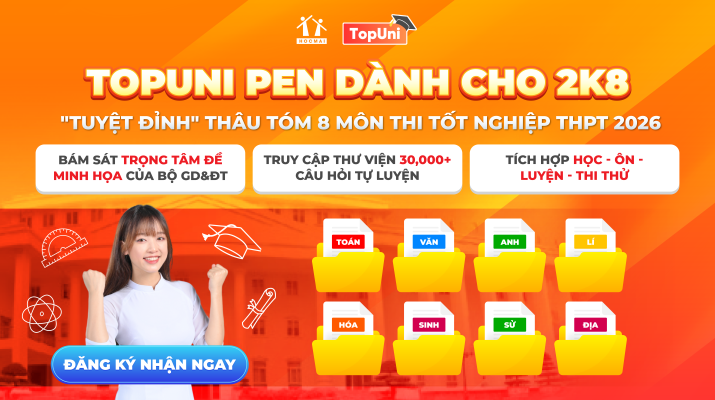 HOCMAI
TopUni
TOPUNI PEN DÀNH CHO 2K8
"TUYỆT ĐỈNH" THÂU TÓM 8 MÔN THI TỐT NGHIỆP THPT 2026
BÁM SÁT TRỌNG TÂM ĐỀ
MINH HỌA CỦA BỘ GD&ĐT
TRUY CẬP THƯ VIỆN 30,000+
CÂU HỎI TỰ LUYỆN
TÍCH HỢP HỌC - ÔN -
LUYỆN - THI THỬ
TOÁN
VĂN
ANH
LÍ
HÓA
SINH
SỬ
ĐỊA
ĐĂNG KÝ NHẬN NGAY